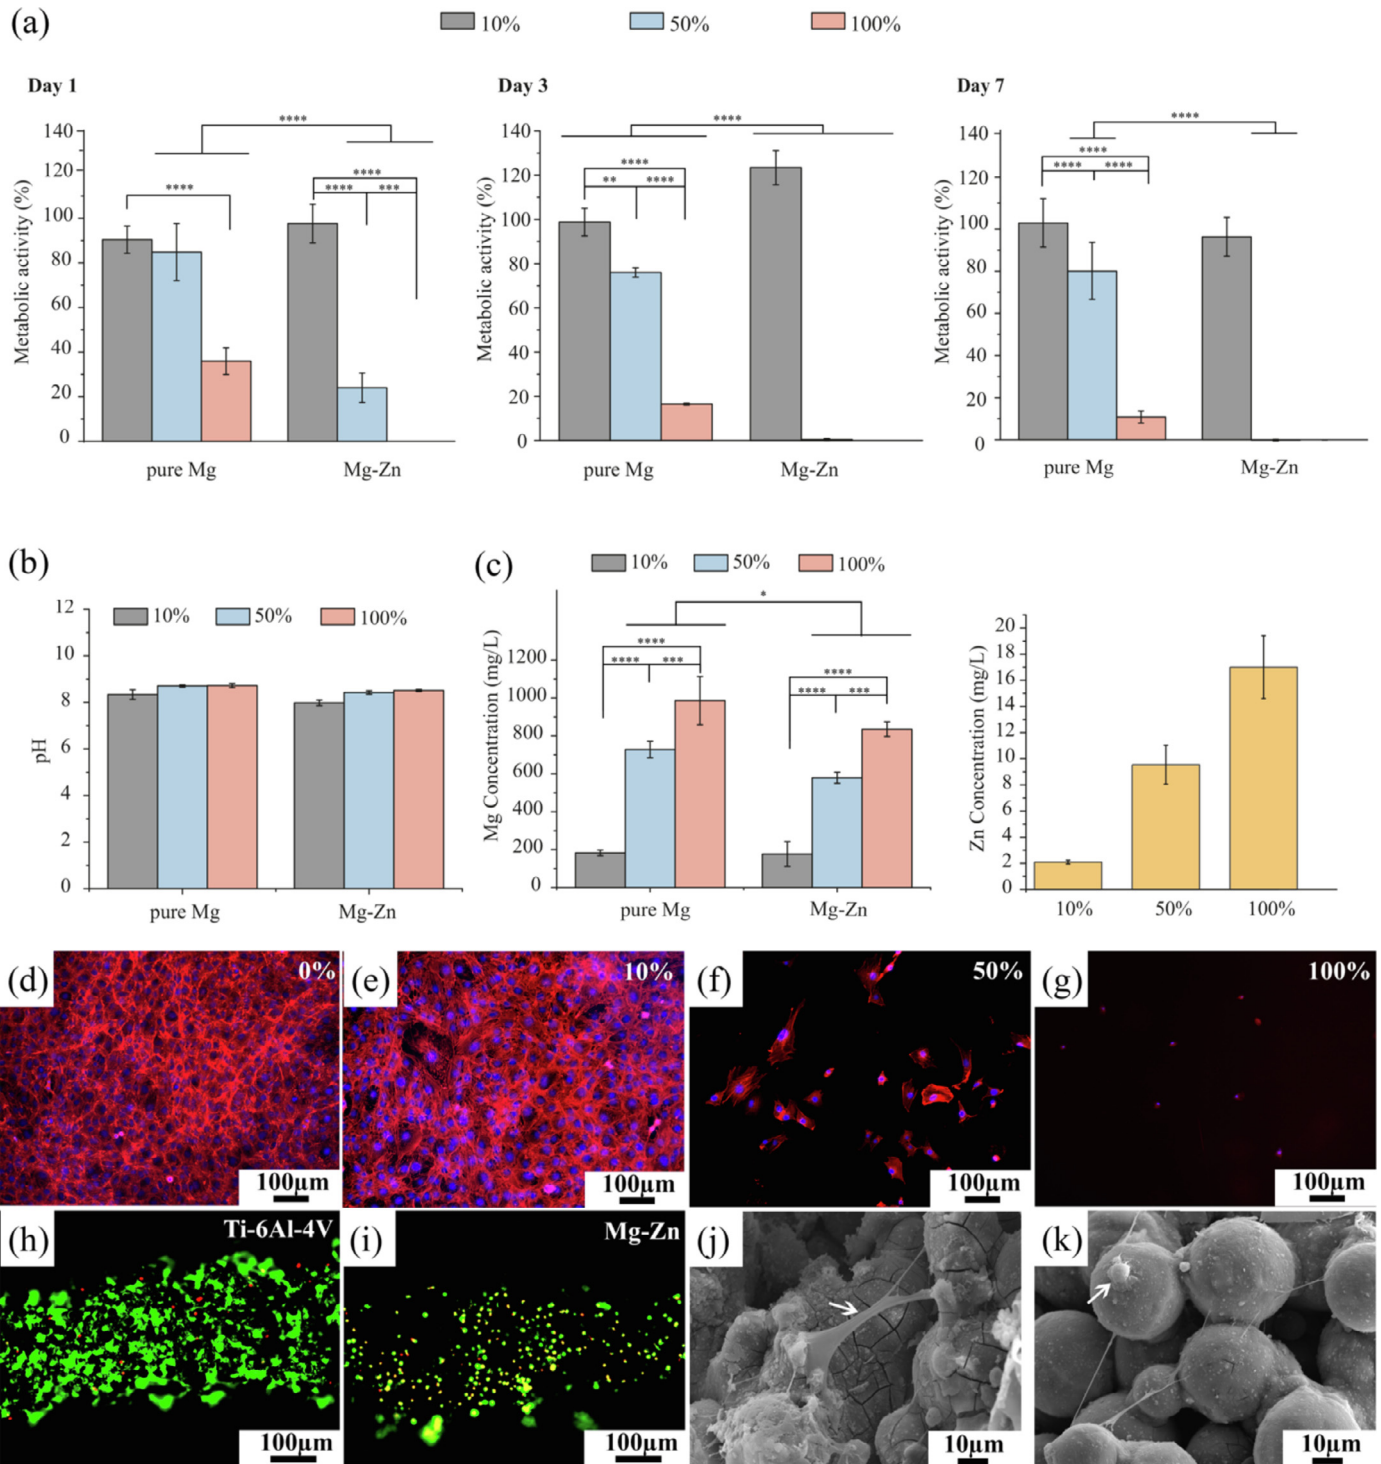 (a)
10%
50%
100%
Day 1
Day 3
Day 7
Metabolic activity (%)
140
120
100
80
60
40
20
0
****
****
****
****
***
pure Mg
Mg-Zn
Metabolic activity (%)
140
120
100
80
60
40
20
0
****
****
**
****
pure Mg
Mg-Zn
Metabolic activity (%)
140
120
100
80
60
40
20
0
****
****
****
****
pure Mg
Mg-Zn
(b)
10%
50%
100%
pH
12
10
8
6
4
2
0
pure Mg
Mg-Zn
(c)
10%
50%
100%
Mg Concentration (mg/L)
1200
1000
800
600
400
200
0
*
****
****
***
****
****
***
pure Mg
Mg-Zn
Zn Concentration (mg/L)
20
18
16
14
12
10
8
6
4
2
0
10%
50%
100%
(d)
0%
100μm
(e)
10%
100μm
(f)
50%
100μm
(g)
100%
100μm
(h)
Ti-6Al-4V
100μm
(i)
Mg-Zn
100μm
(j)
10μm
(k)
10μm